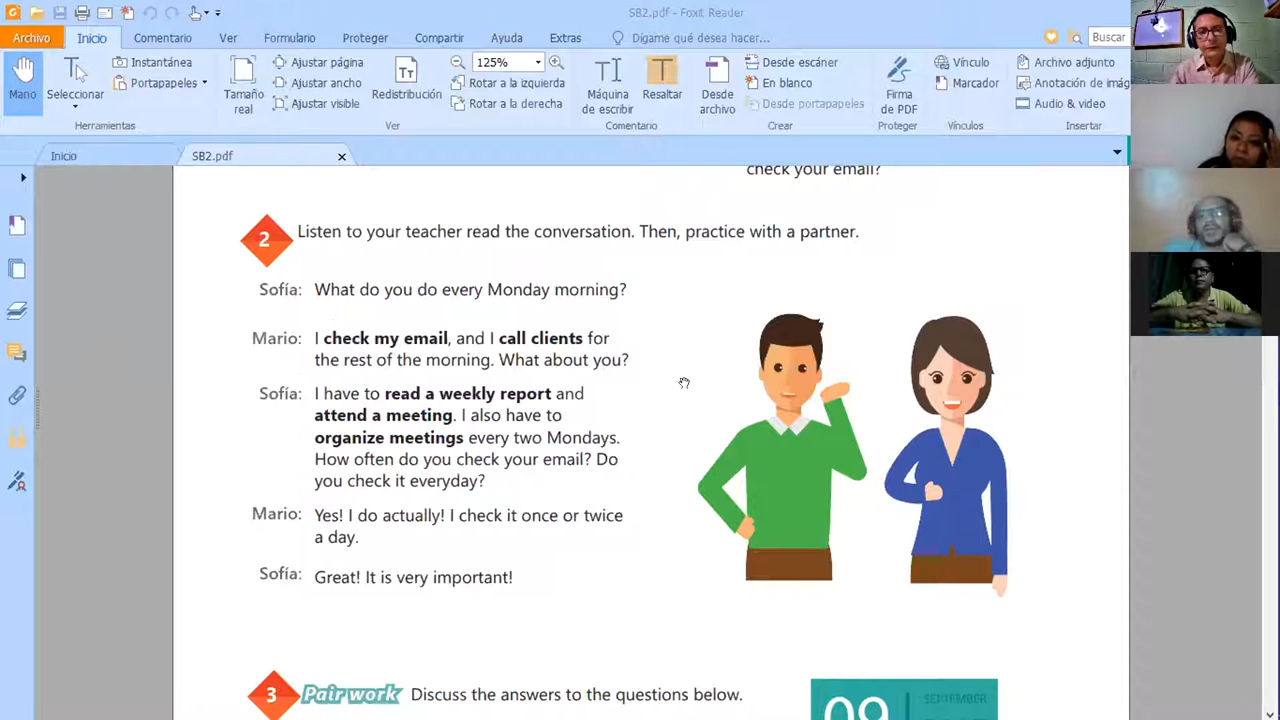 SB2.pdf - Foxit Reader
Archivo Inicio Comentario Ver Formulario Proteger Compartir Ayuda Extras Dígame qué desea hacer... Buscar
Mano
Seleccionar
Instantánea
Portapapeles
Herramientas
Tamaño real
Ajustar página
Ajustar ancho
Ajustar visible
Redistribución
125%
Rotar a la izquierda
Rotar a la derecha
Ver
Máquina de escribir
Resaltar
Comentario
Desde archivo
Desde escáner
En blanco
Desde portapapeles
Crear
Firma de PDF
Proteger
Vínculo
Marcador
Vínculos
Archivo adjunto
Anotación de imág
Audio & video
Insertar
Inicio SB2.pdf
check your email?
2 Listen to your teacher read the conversation. Then, practice with a partner.
Sofía: What do you do every Monday morning?
Mario: I check my email, and I call clients for
the rest of the morning. What about you?
Sofía: I have to read a weekly report and
attend a meeting. I also have to
organize meetings every two Mondays.
How often do you check your email? Do
you check it everyday?
Mario: Yes! I do actually! I check it once or twice
a day.
Sofía: Great! It is very important!
3 Pair work Discuss the answers to the questions below.
09 SEPTEMBER